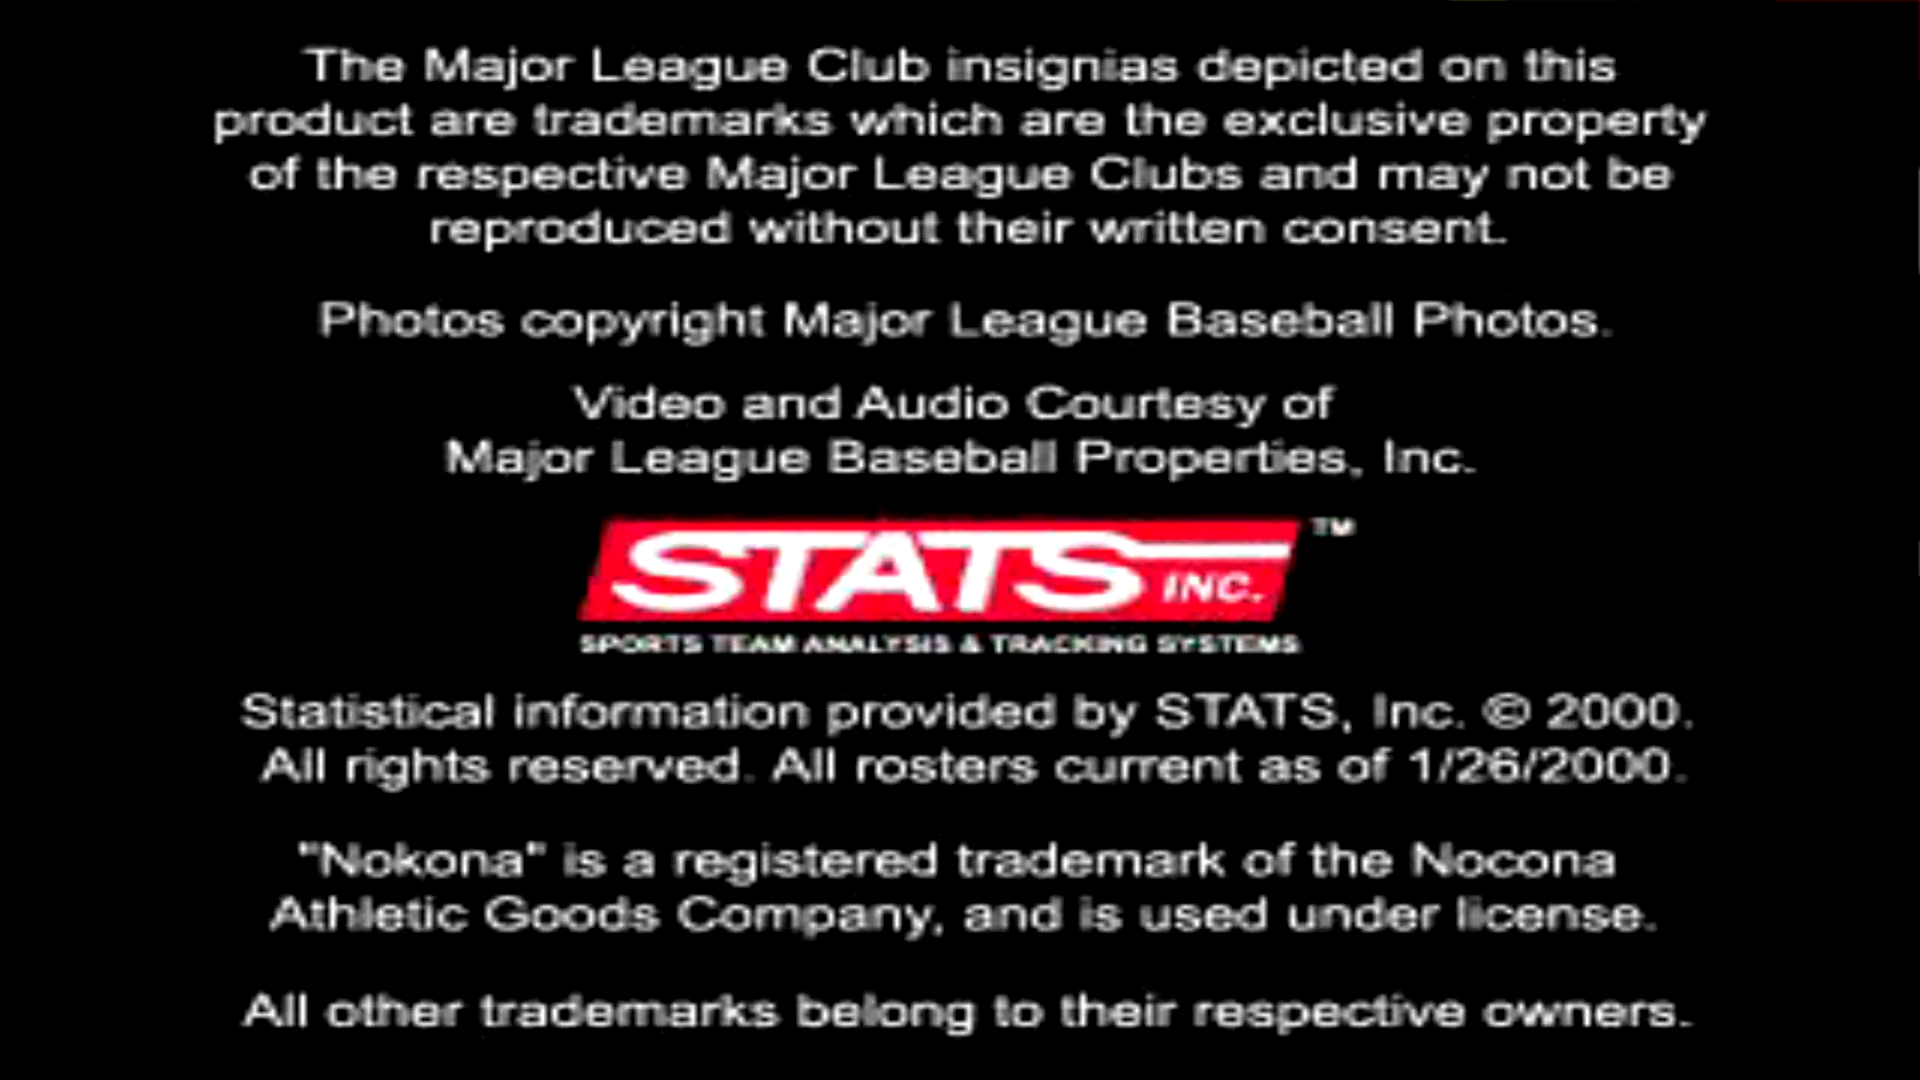 The Major League Club insignias depicted on this
product are trademarks which are the exclusive property
of the respective Major League Clubs and may not be
reproduced without their written consent.
Photos copyright Major League Baseball Photos.
Video and Audio Courtesy of
Major League Baseball Properties, Inc.
STATS INC. ™
SPORTS TEAM ANALYSIS & TRACKING SYSTEMS
Statistical information provided by STATS, Inc. © 2000.
All rights reserved. All rosters current as of 1/26/2000.
"Nokona" is a registered trademark of the Nocona
Athletic Goods Company, and is used under license.
All other trademarks belong to their respective owners.